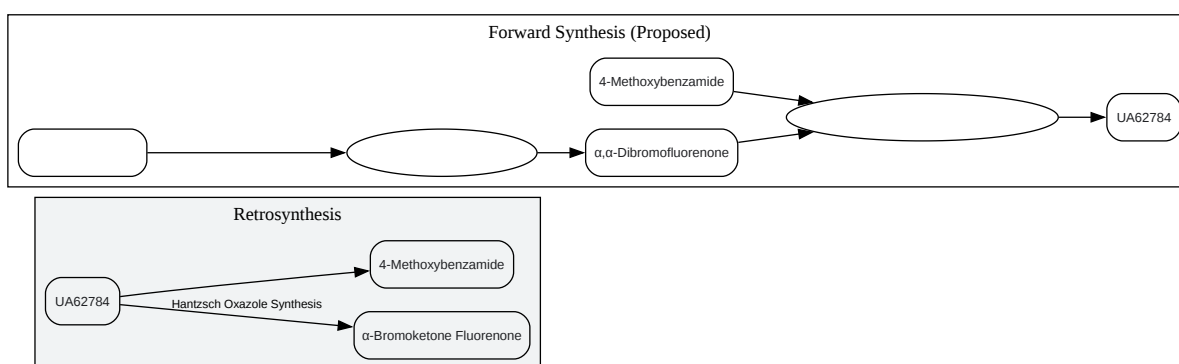 Forward Synthesis (Proposed)
4-Methoxybenzamide
α,α-Dibromofluorenone
UA62784
Retrosynthesis
UA62784
Hantzsch Oxazole Synthesis
4-Methoxybenzamide
α-Bromoketone Fluorenone